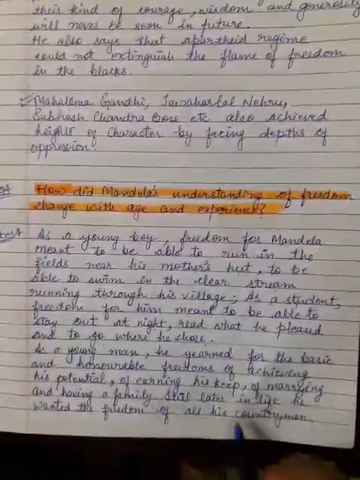 their kind of courage, wisdom and generosity
will never be seen in future.
He also says that apartheid regime
could not extinguish the flame of freedom
in the blacks.
Mahatama Gandhi, Jawaharlal Nehru,
Subhash Chandra Bose etc also achieved
heights of character by facing depths of
oppression.
How did Mandela's understanding of freedom
change with age and experience?
As a young boy, freedom for Mandela
meant to be able to run in the
fields near his mother's hut, to be
able to swim in the clear stream
running through his village; As a student,
freedom for him meant to be able to
stay out at night, read what he pleased
and to go where he chose.
As a young man, he yearned for the basic
and honourable freedoms of achieving
his potential, of earning his keep, of marrying
and having a family. Still later in life he
wanted the freedom of all his countrymen.